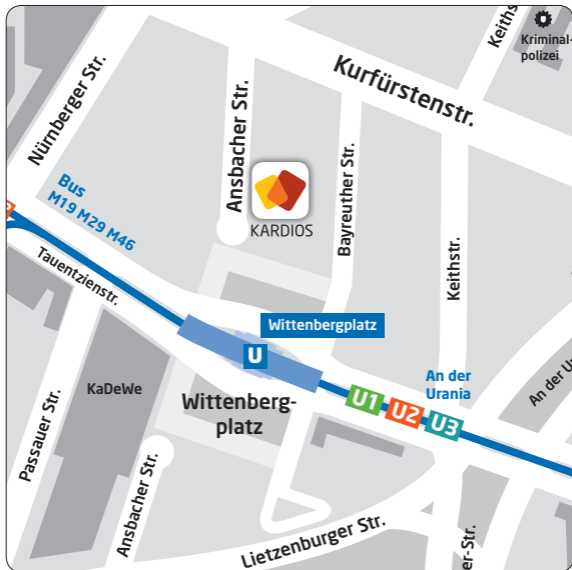 Keiths
Kriminal-
polizei
Kurfürstenstr.
Nürnberger Str.
Ansbacher Str.
Bus
M19 M29 M46
KARDIOS
Bayreuther Str.
Keithstr.
Tauentzienstr.
Wittenbergplatz
U
An der
Urania
An der U
U1
U2
U3
KaDeWe
Wittenberg-
platz
Passauer Str.
Ansbacher Str.
Lietzenburger Str.
er-Str.